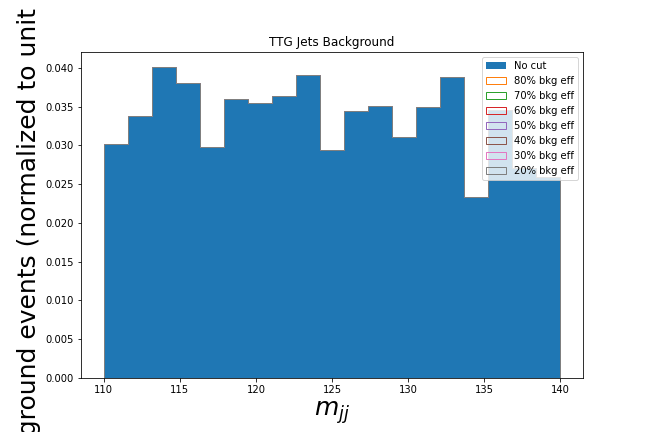 TTG Jets Background
ground events (normalized to unit
0.040
0.035
0.030
0.025
0.020
0.015
0.010
0.005
0.000
No cut
80% bkg eff
70% bkg eff
60% bkg eff
50% bkg eff
40% bkg eff
30% bkg eff
20% bkg eff
110 115 120 125 130 135 140
m_{jj}